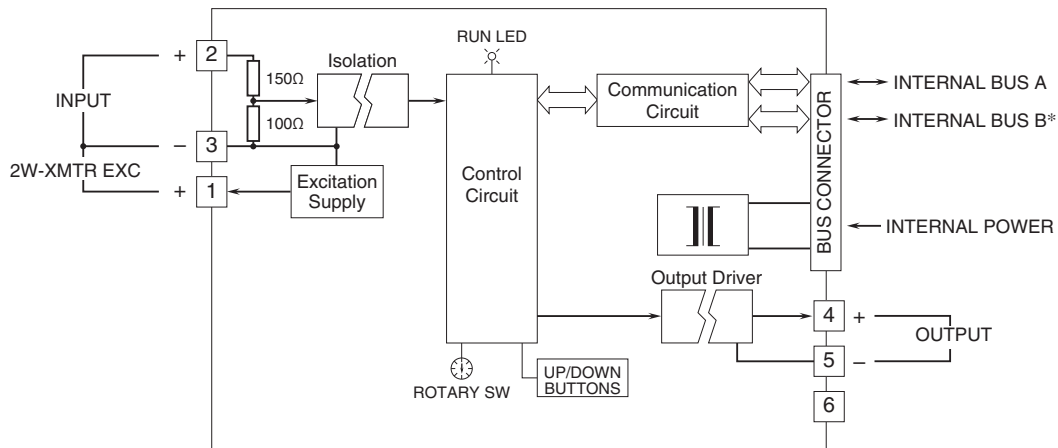 RUN LED
+ 2
150Ω
Isolation
INPUT
100Ω
− 3
2W-XMTR EXC
+ 1
Excitation
Supply
Control
Circuit
Communication
Circuit
BUS CONNECTOR
INTERNAL BUS A
INTERNAL BUS B*
INTERNAL POWER
Output Driver
4 +
OUTPUT
5 −
6
ROTARY SW
UP/DOWN
BUTTONS